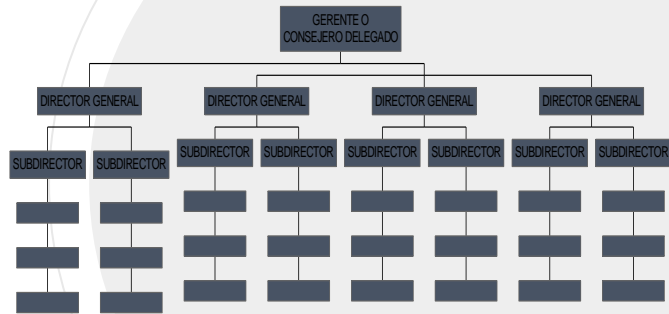 GERENTE O
CONSEJERO DELEGADO
DIRECTOR GENERAL
DIRECTOR GENERAL
DIRECTOR GENERAL
DIRECTOR GENERAL
SUBDIRECTOR
SUBDIRECTOR
SUBDIRECTOR
SUBDIRECTOR
SUBDIRECTOR
SUBDIRECTOR
SUBDIRECTOR
SUBDIRECTOR